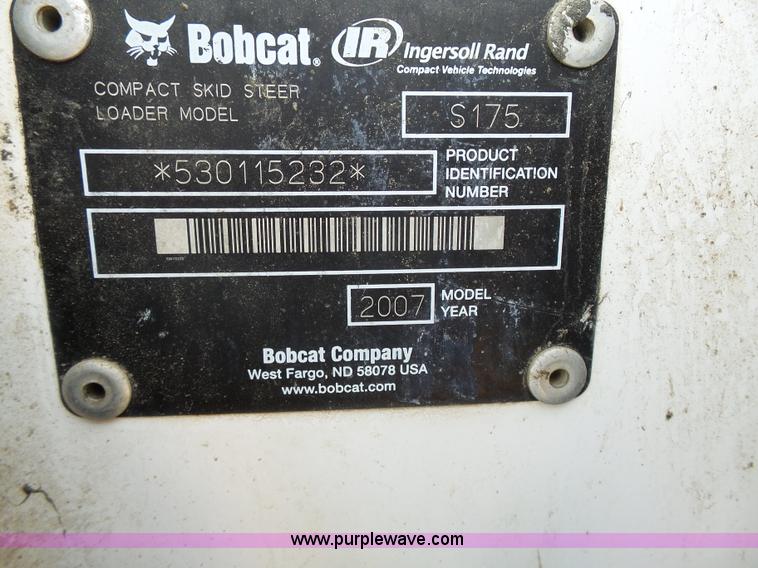 Bobcat. IR Ingersoll Rand
Compact Vehicle Technologies
COMPACT SKID STEER
LOADER MODEL
S175
*530115232*
PRODUCT
IDENTIFICATION
NUMBER
2007
MODEL
YEAR
Bobcat Company
West Fargo, ND 58078 USA
www.bobcat.com
www.purplewave.com